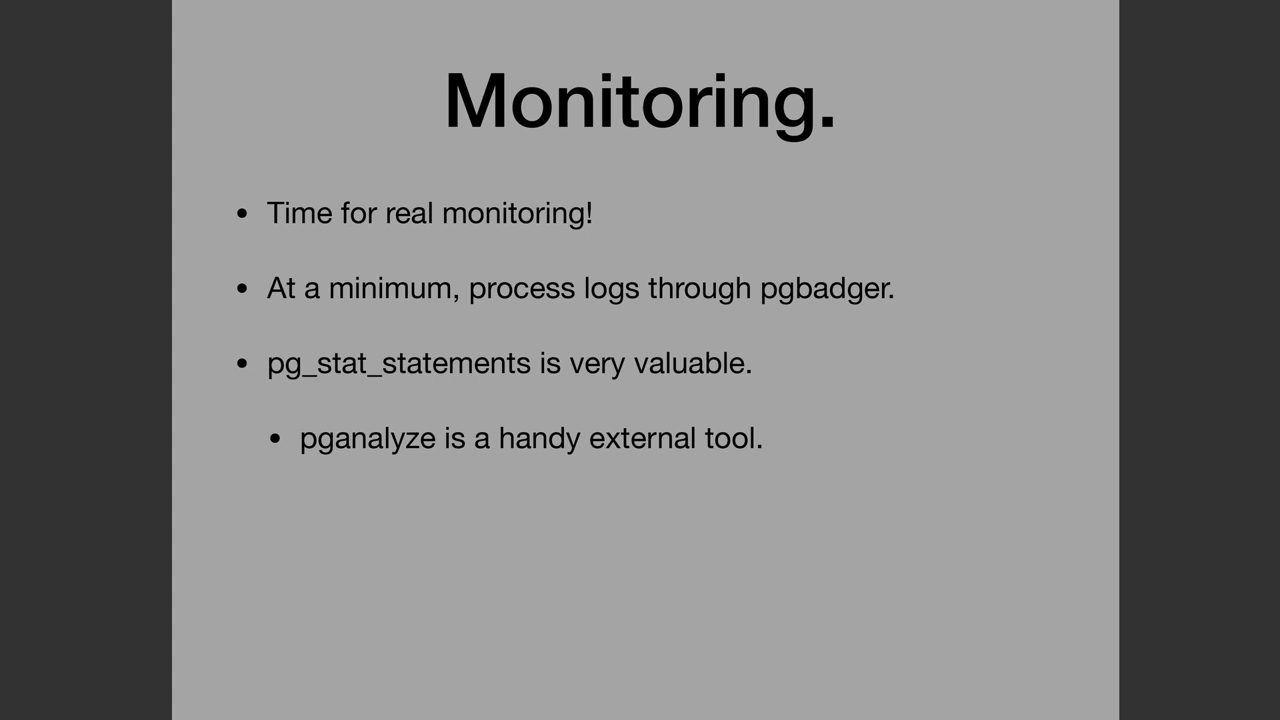 Monitoring.
• Time for real monitoring!
• At a minimum, process logs through pgbadger.
• pg_stat_statements is very valuable.
• pganalyze is a handy external tool.